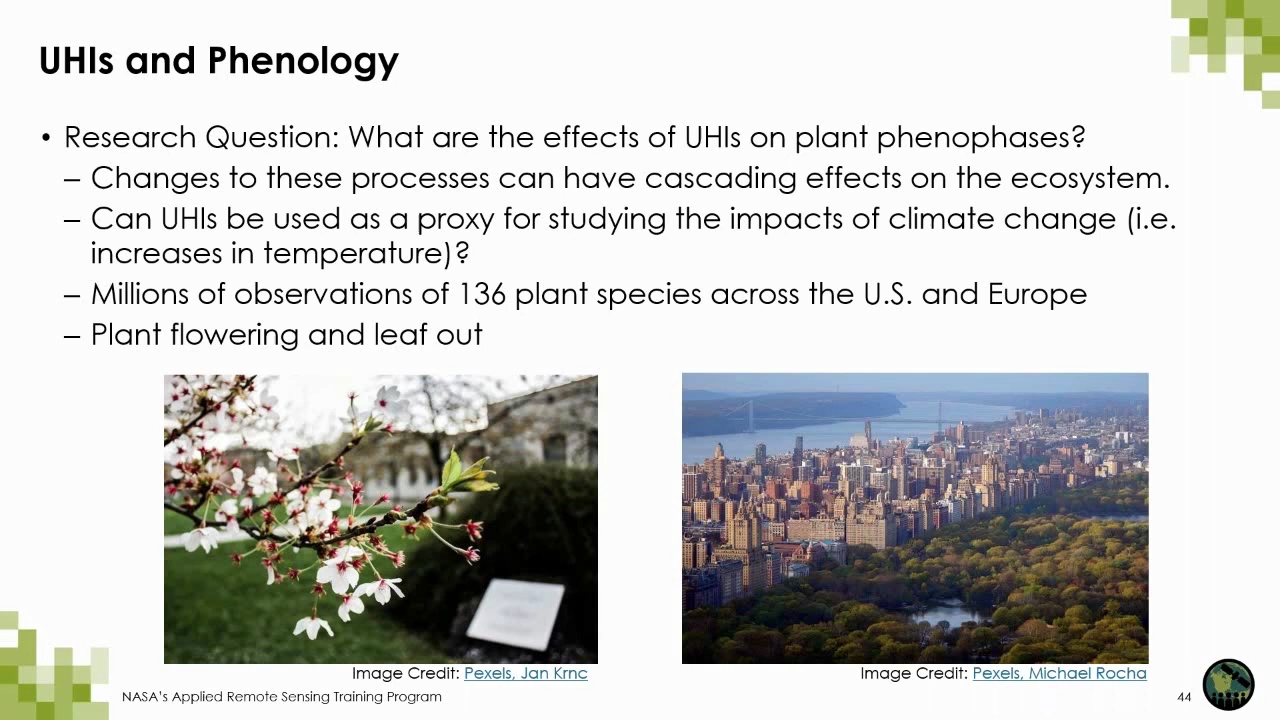 UHIs and Phenology
• Research Question: What are the effects of UHIs on plant phenophases?
– Changes to these processes can have cascading effects on the ecosystem.
– Can UHIs be used as a proxy for studying the impacts of climate change (i.e.
increases in temperature)?
– Millions of observations of 136 plant species across the U.S. and Europe
– Plant flowering and leaf out
Image Credit: Pexels, Jan Krnc
Image Credit: Pexels, Michael Rocha
NASA's Applied Remote Sensing Training Program
44